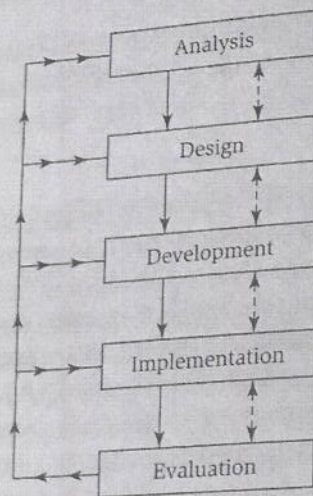 Analysis
Design
Development
Implementation
Evaluation